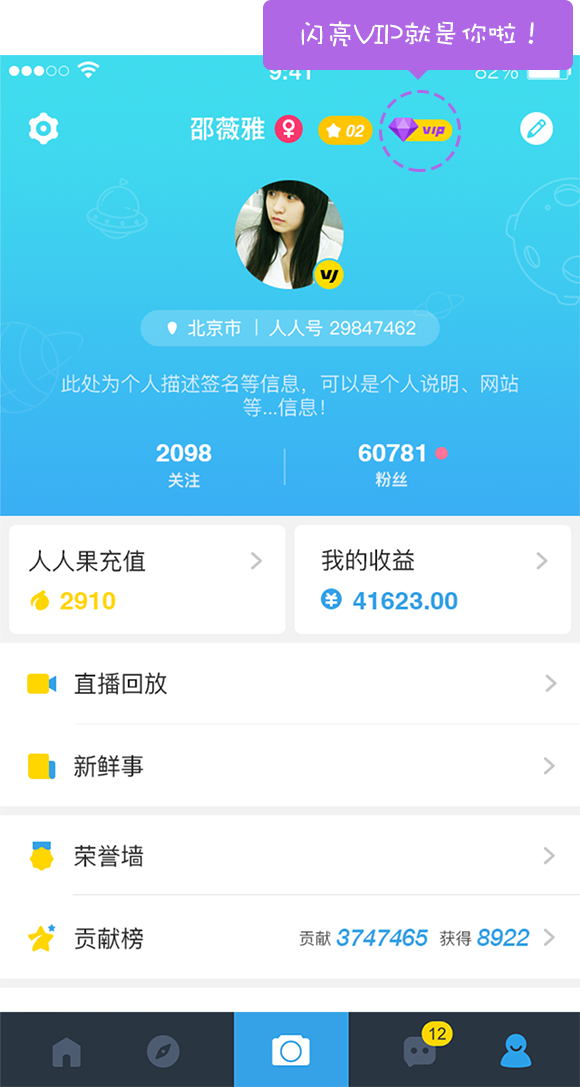 闪亮VIP就是你啦！
9:41
82%
邵薇雅
02
VIP
VJ
北京市 | 人人号 29847462
此处为个人描述签名等信息，可以是个人说明、网站
等...信息！
2098
60781
关注
粉丝
人人果充值
我的收益
2910
41623.00
直播回放
新鲜事
荣誉墙
贡献榜
贡献 3747465 获得 8922
12